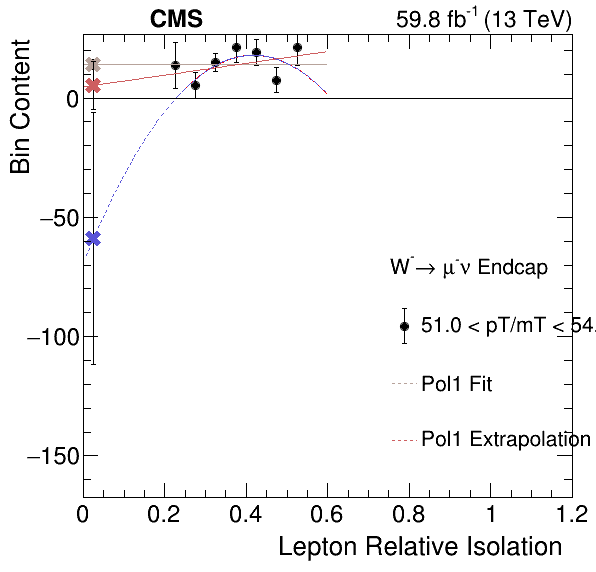 CMS 59.8 fb⁻¹ (13 TeV)
Bin Content
0
−50
−100
−150
W⁻→ μ⁻ν Endcap
51.0 < pT/mT < 54.
Pol1 Fit
Pol1 Extrapolation
0 0.2 0.4 0.6 0.8 1 1.2
Lepton Relative Isolation